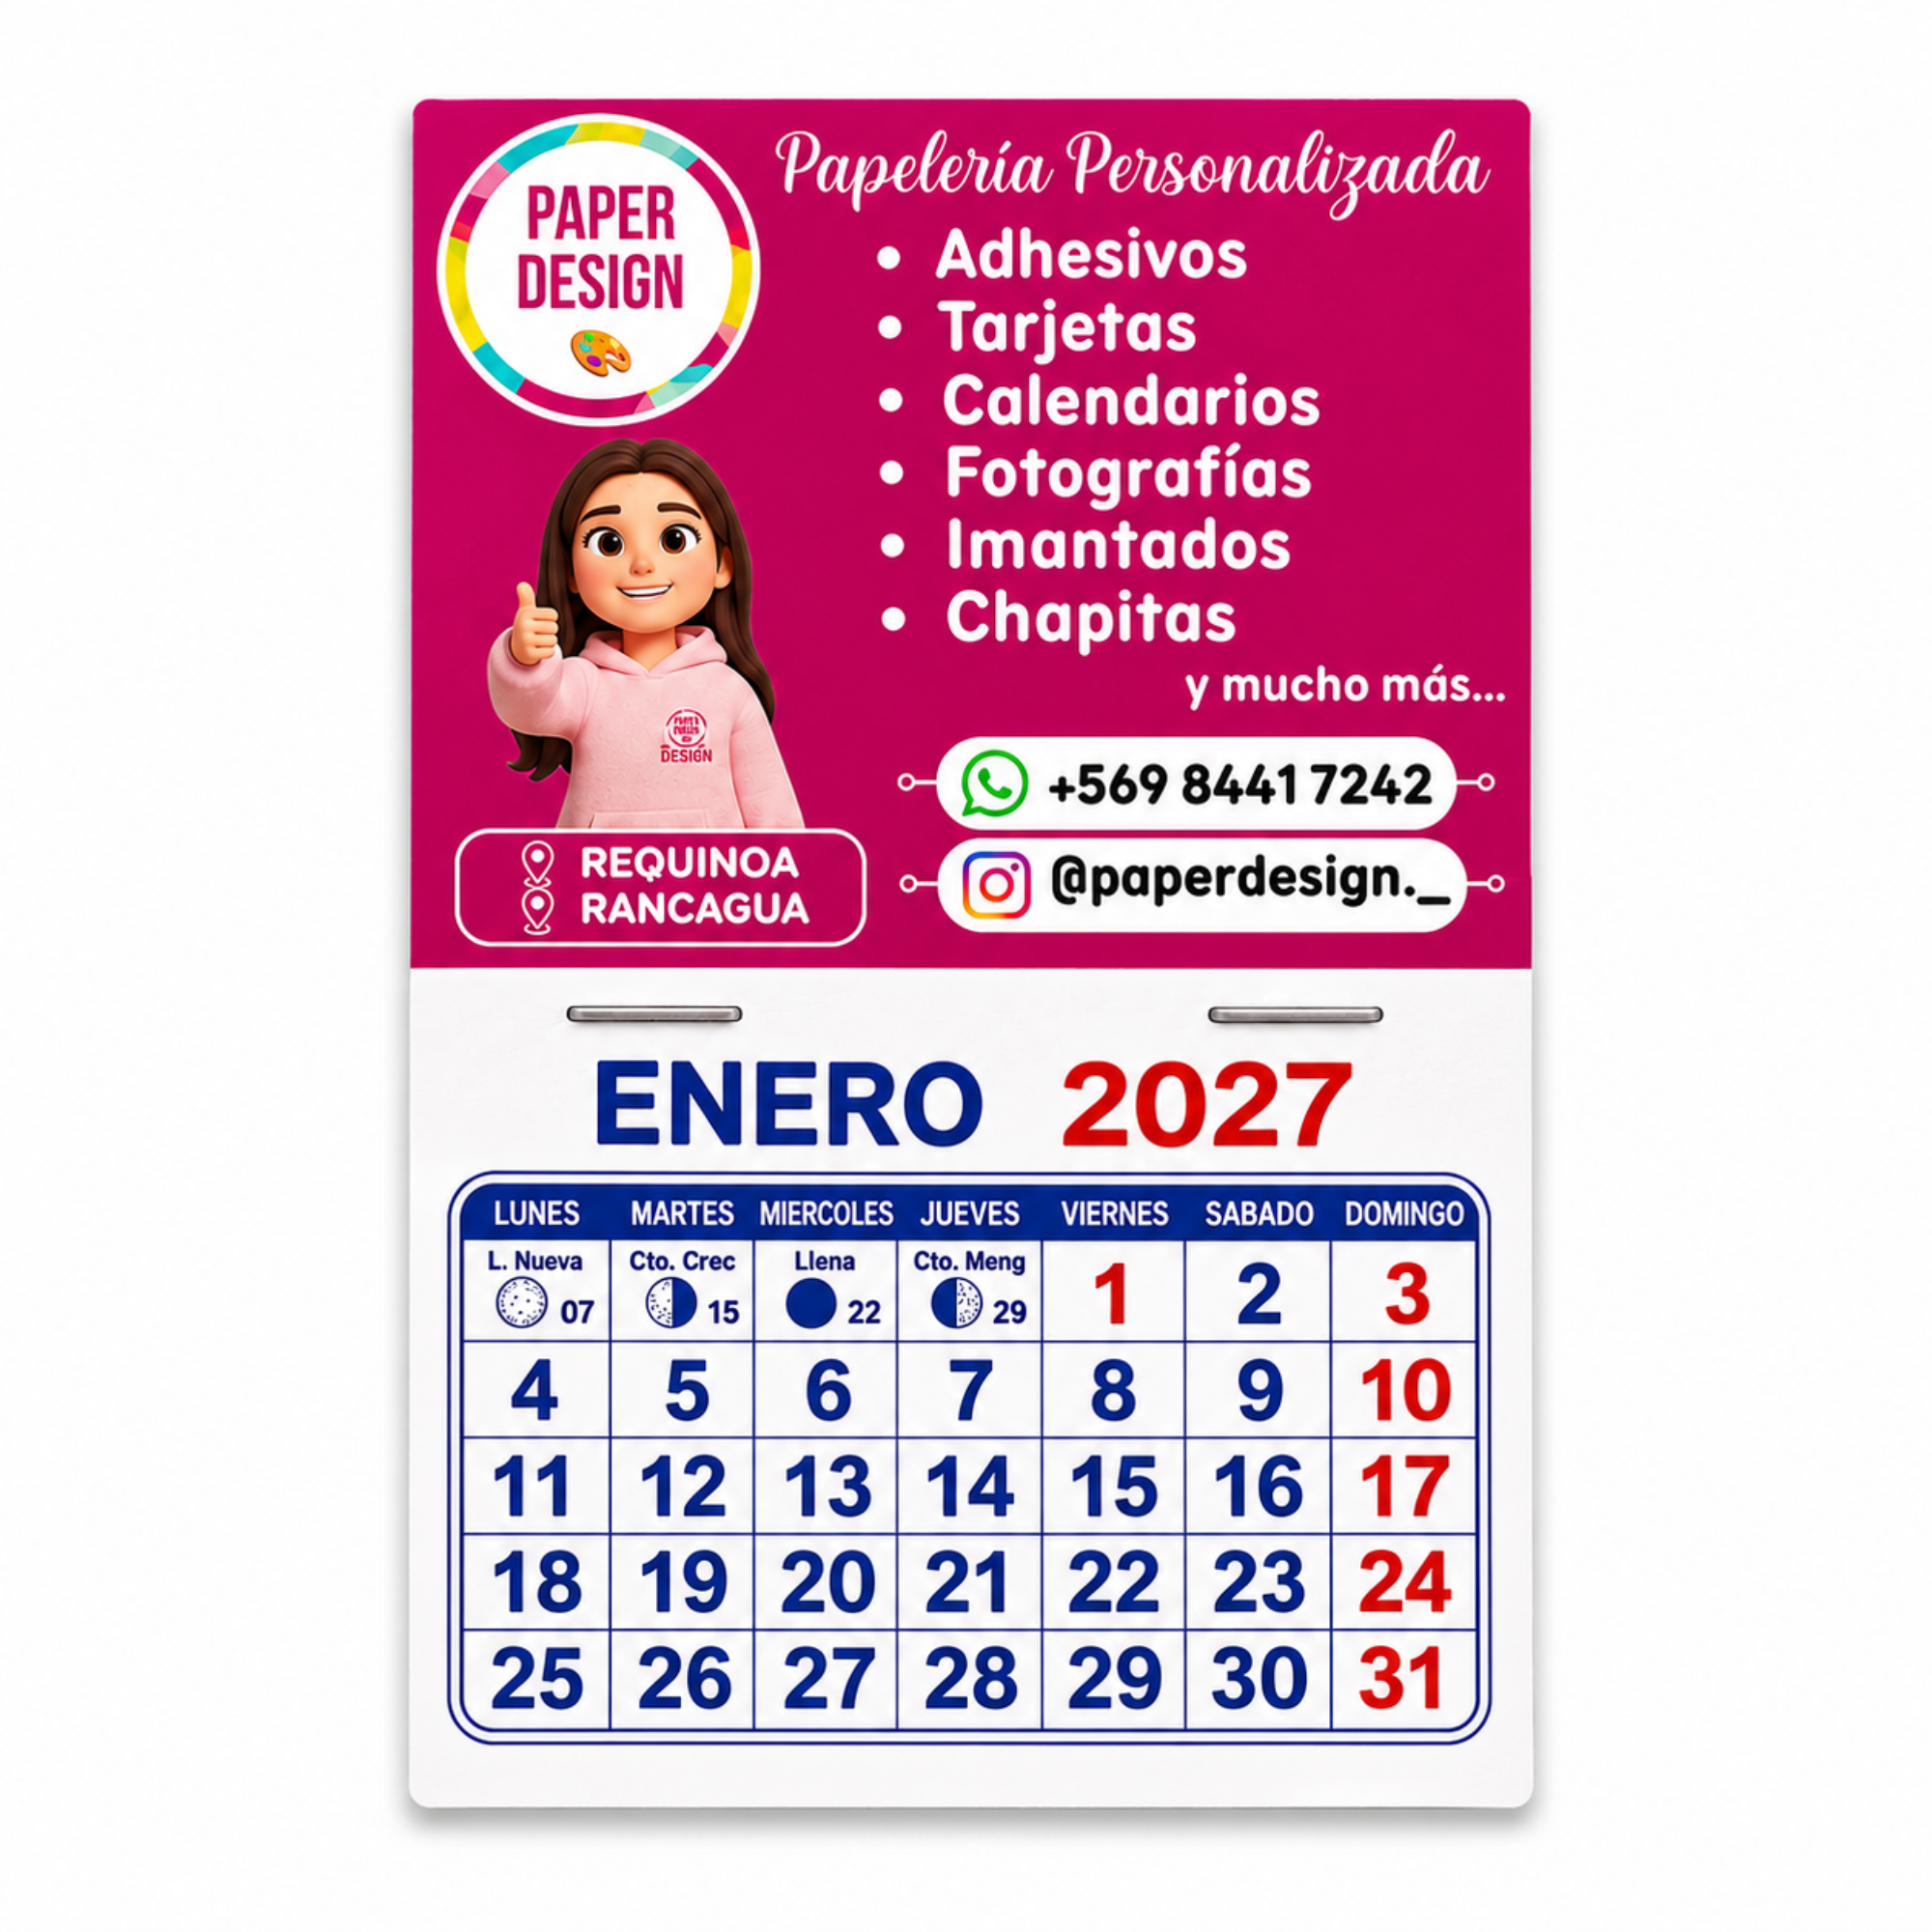 PAPER
DESIGN
Papelería Personalizada
• Adhesivos
• Tarjetas
• Calendarios
• Fotografías
• Imantados
• Chapitas
y mucho más...
DESIGN
+569 8441 7242
@paperdesign._
REQUINOA
RANCAGUA
ENERO 2027
LUNES MARTES MIERCOLES JUEVES VIERNES SABADO DOMINGO
L. Nueva 07 Cto. Crec 15 Llena 22 Cto. Meng 29 1 2 3
4 5 6 7 8 9 10
11 12 13 14 15 16 17
18 19 20 21 22 23 24
25 26 27 28 29 30 31